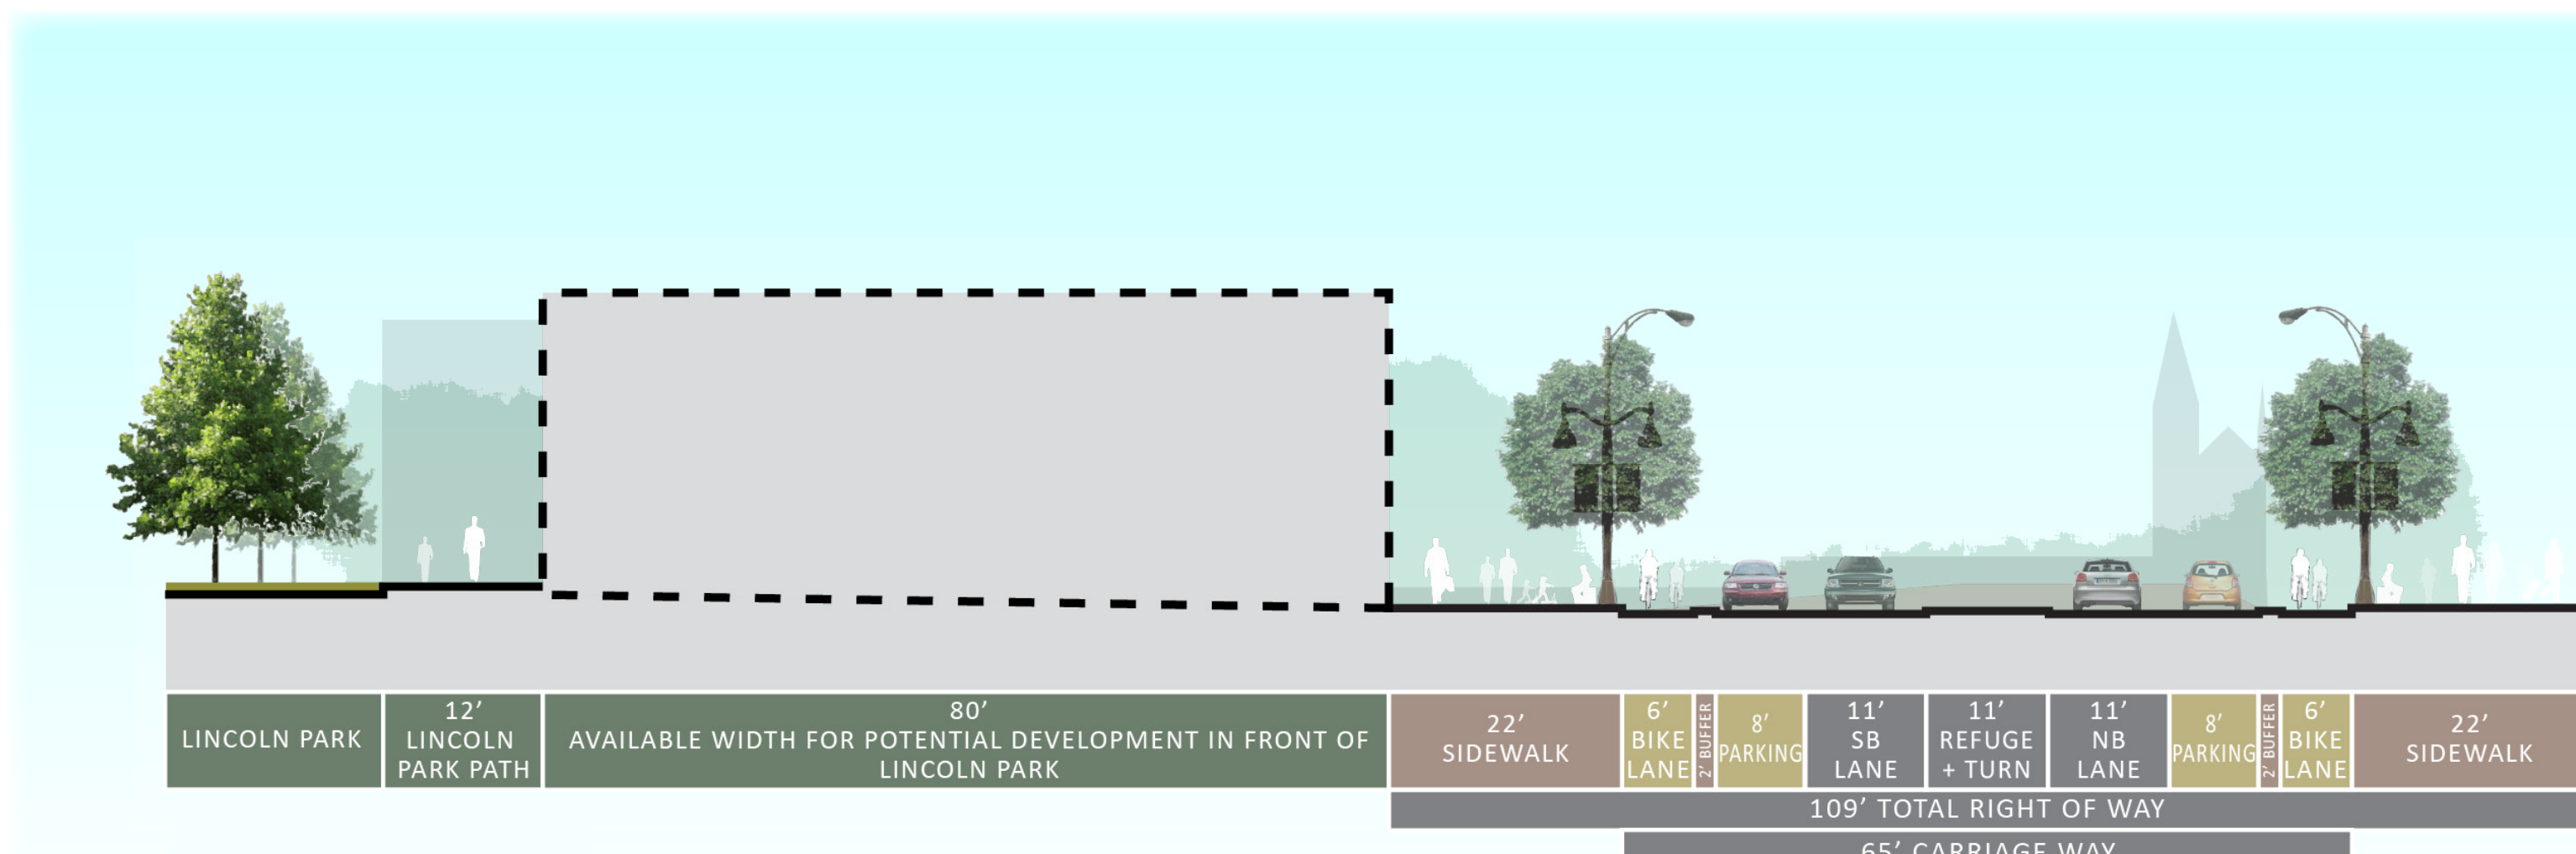 LINCOLN PARK
12'
LINCOLN
PARK PATH
80'
AVAILABLE WIDTH FOR POTENTIAL DEVELOPMENT IN FRONT OF
LINCOLN PARK
22'
SIDEWALK
6'
BIKE
LANE
2' BUFFER
8'
PARKING
11'
SB
LANE
11'
REFUGE
+ TURN
11'
NB
LANE
8'
PARKING
2' BUFFER
6'
BIKE
LANE
22'
SIDEWALK
109' TOTAL RIGHT OF WAY
65' CARRIAGE WAY